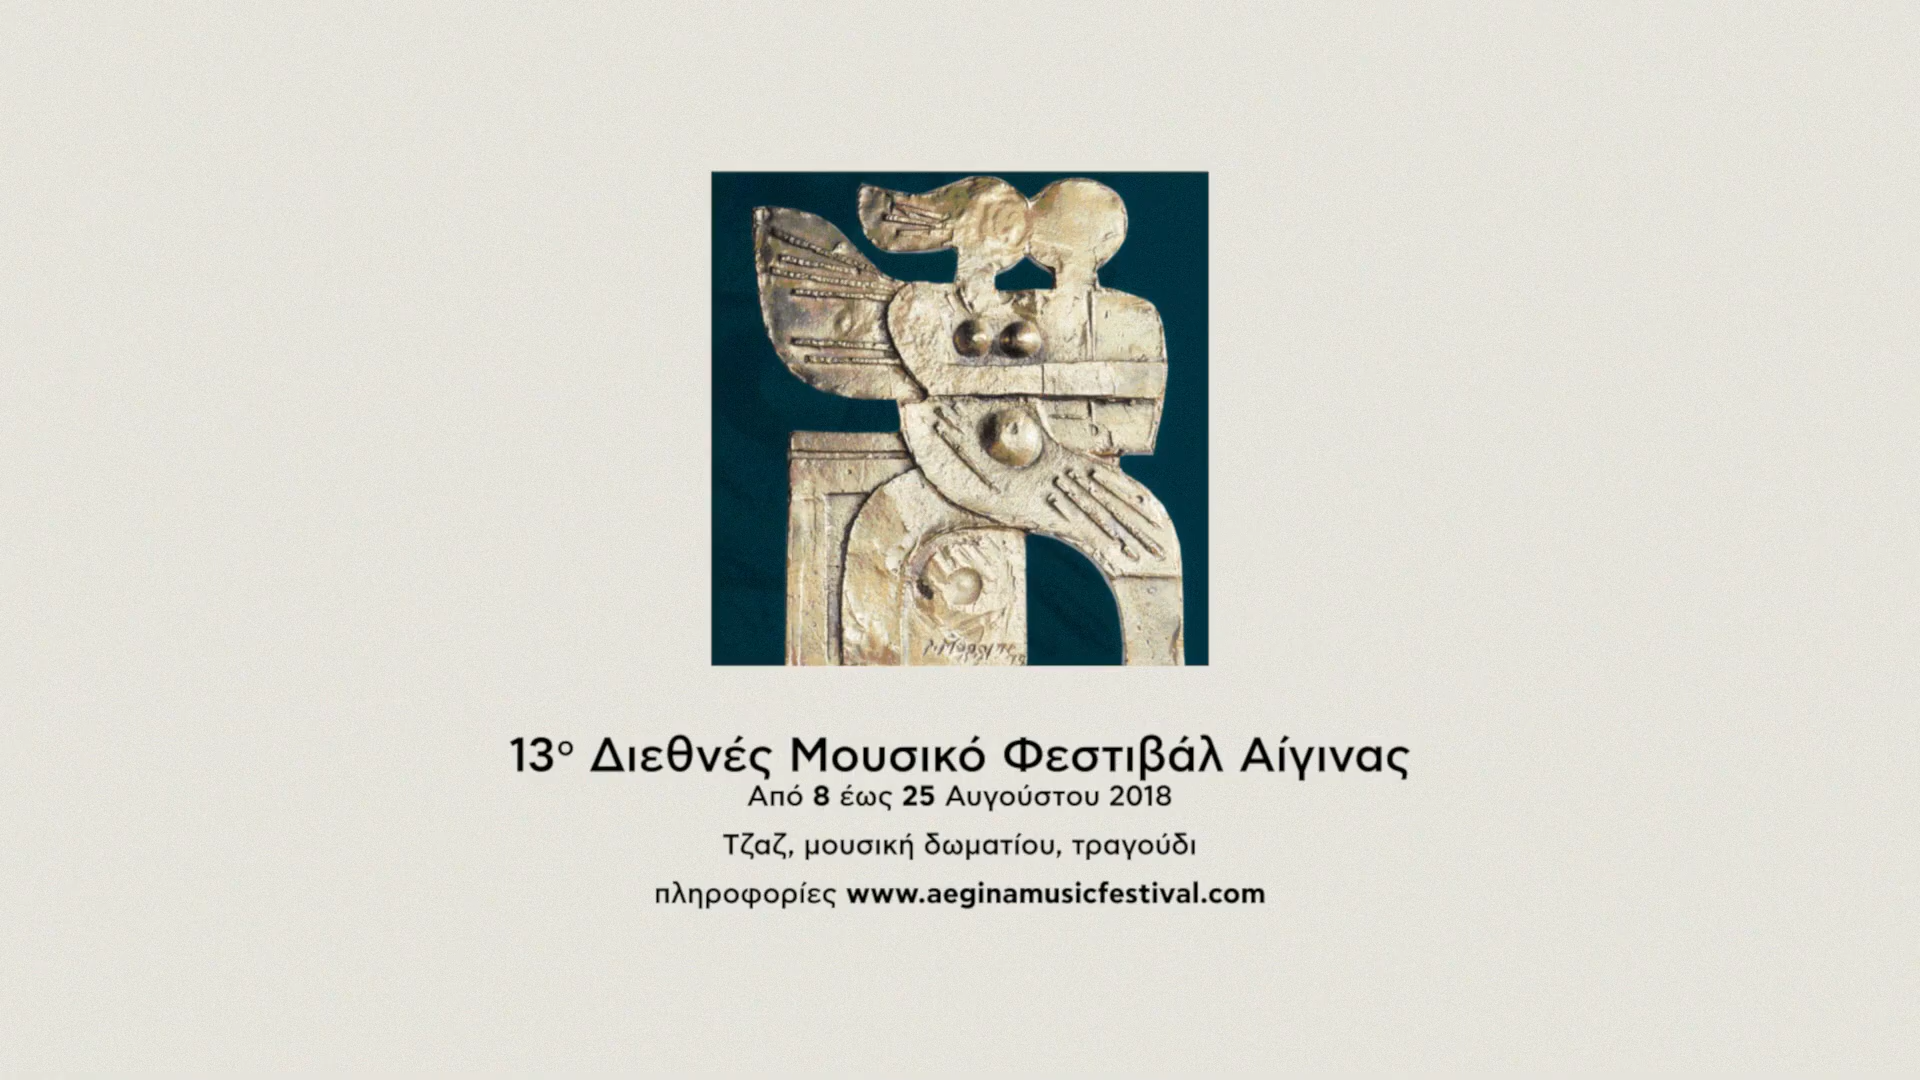 13ο Διεθνές Μουσικό Φεστιβάλ Αίγινας
Από 8 έως 25 Αυγούστου 2018
Τζαζ, μουσική δωματίου, τραγούδι
πληροφορίες www.aeginamusicfestival.com